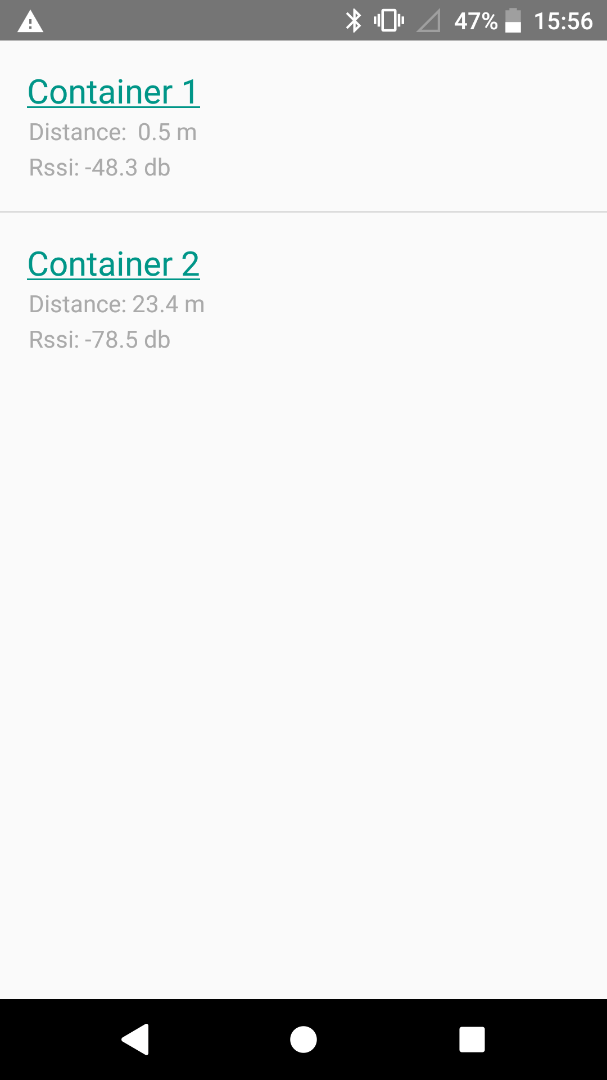 47% 15:56
Container 1
Distance:  0.5 m
Rssi: -48.3 db
Container 2
Distance: 23.4 m
Rssi: -78.5 db